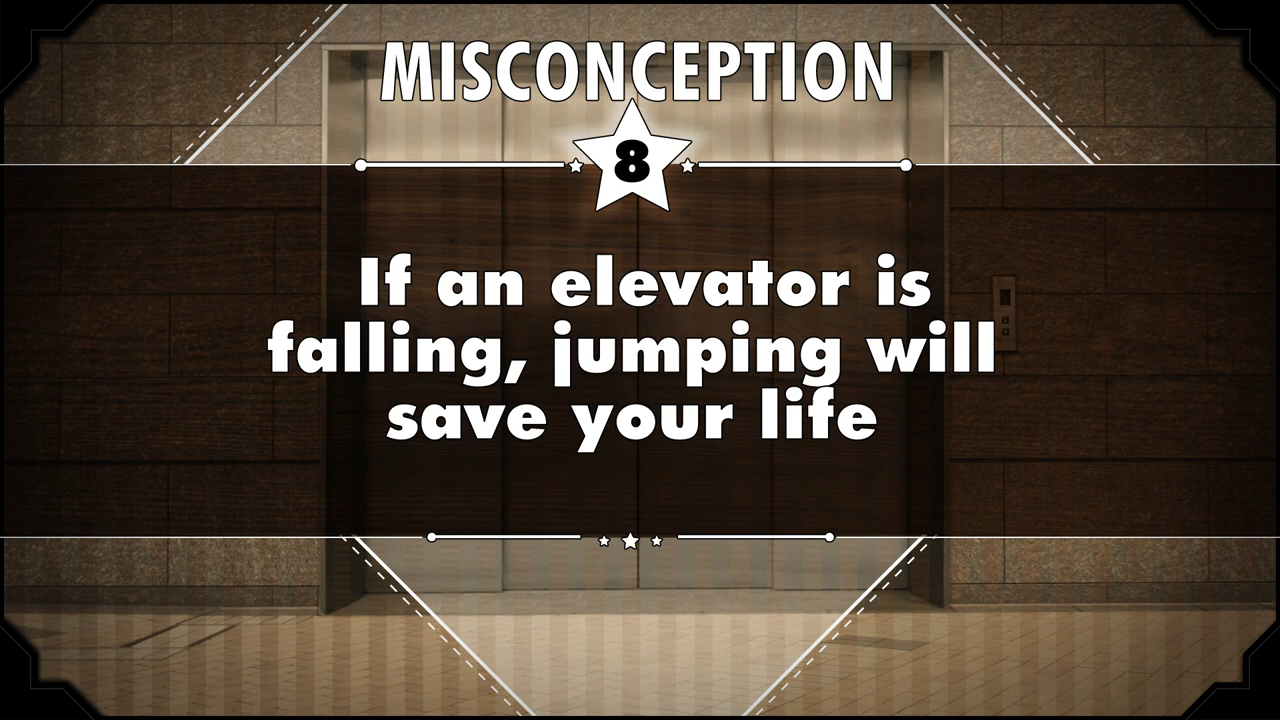 MISCONCEPTION
8
If an elevator is
falling, jumping will
save your life